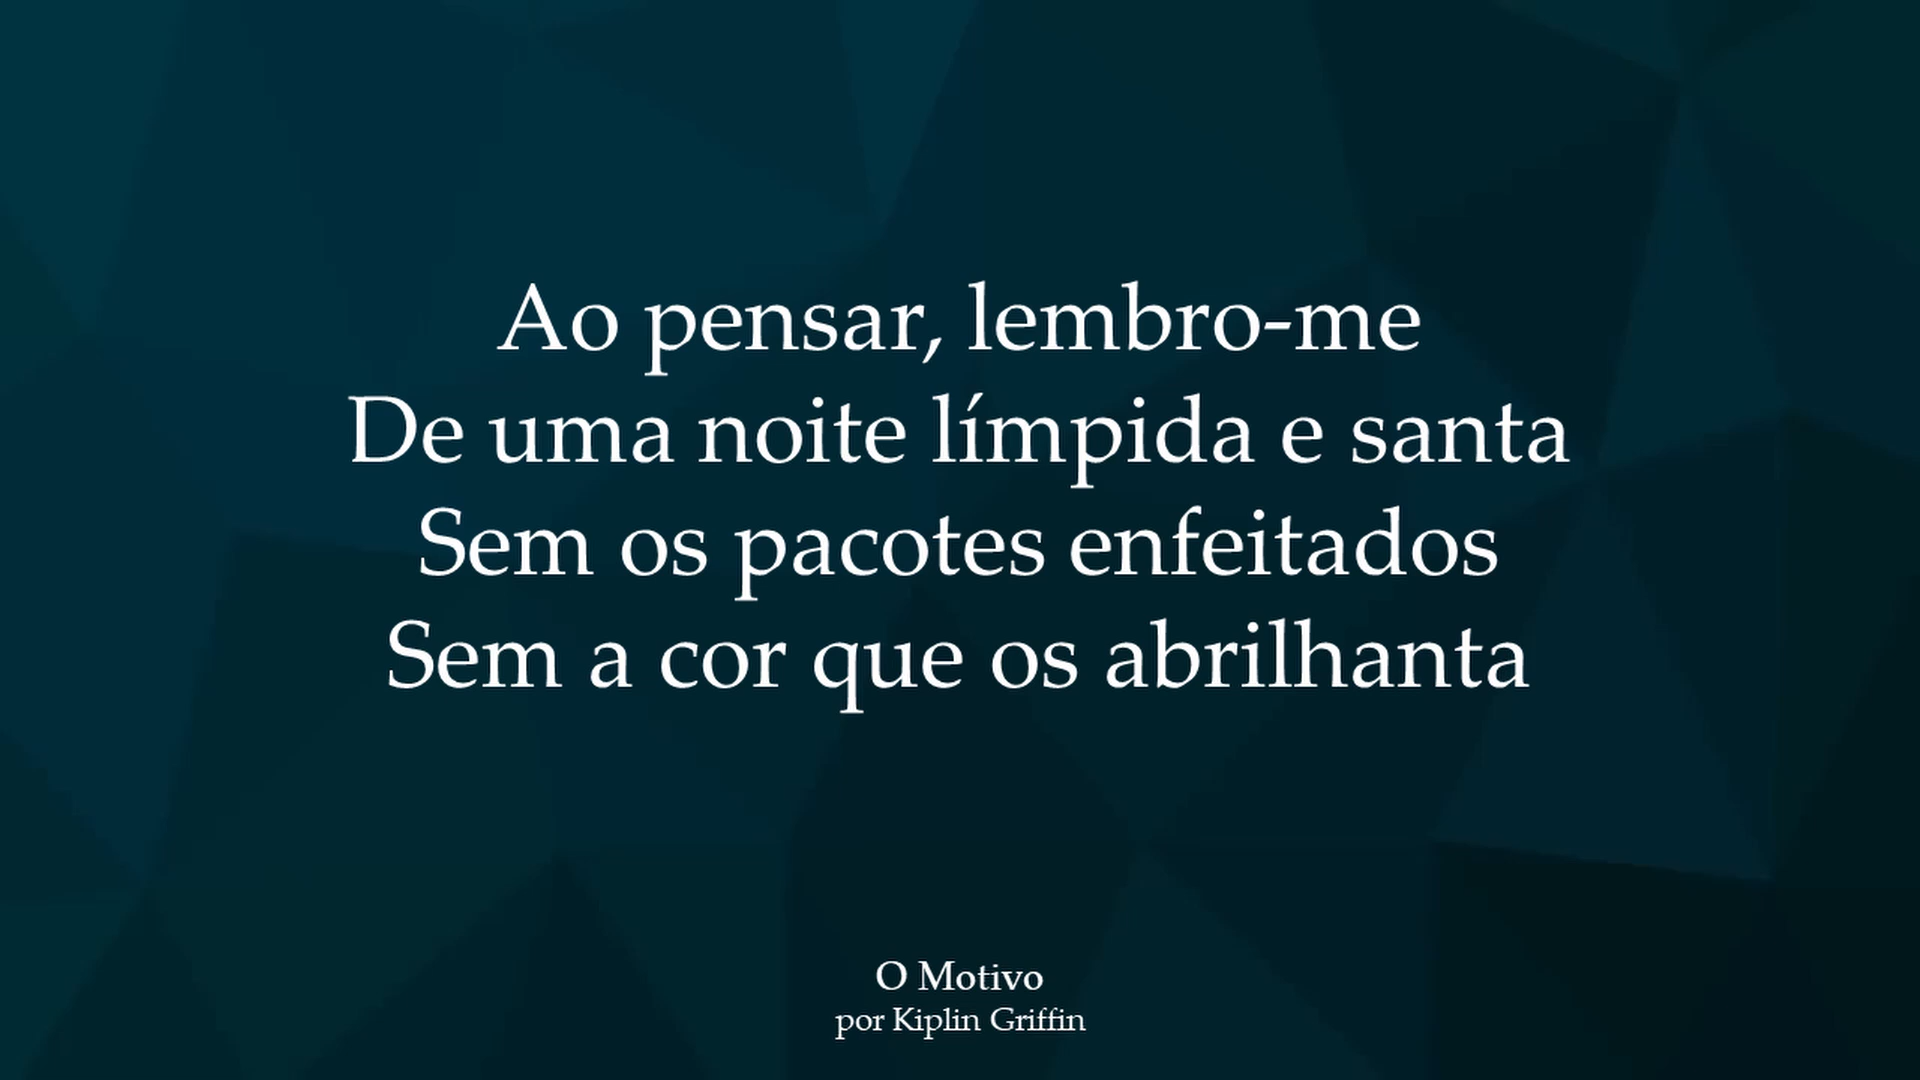 Ao pensar, lembro-me
De uma noite límpida e santa
Sem os pacotes enfeitados
Sem a cor que os abrilhanta
O Motivo
por Kiplin Griffin